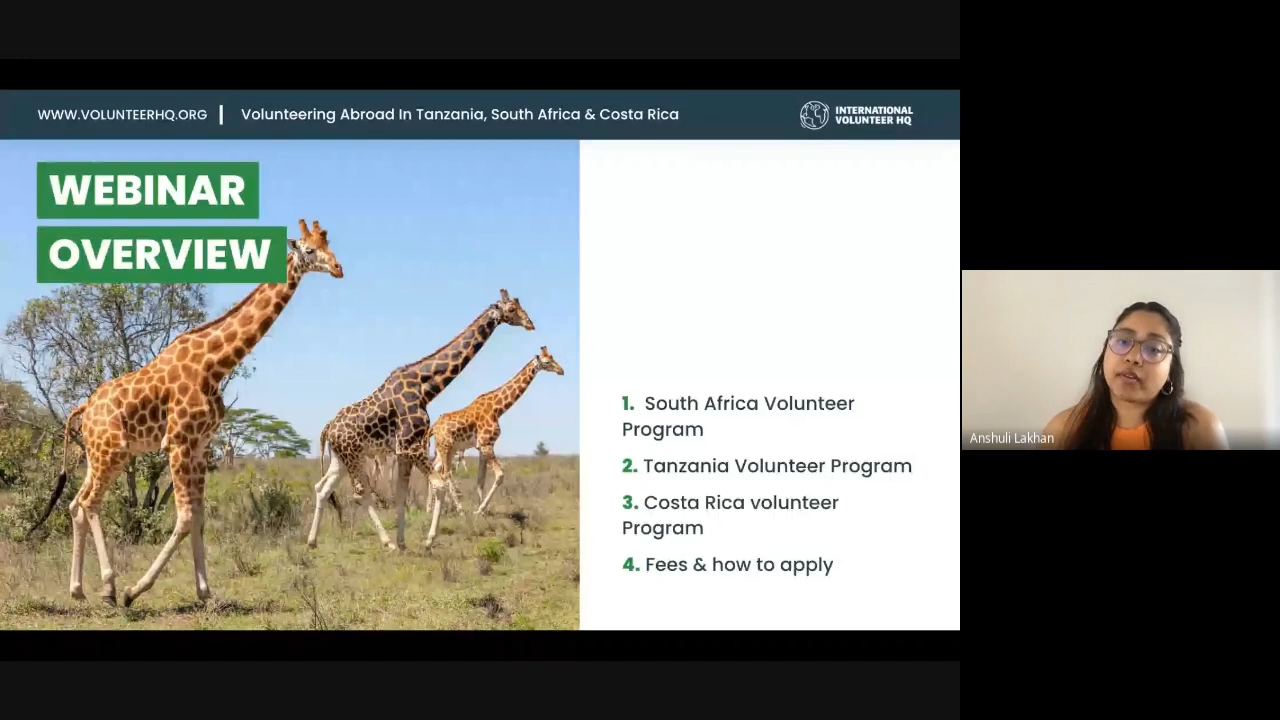 WWW.VOLUNTEERHQ.ORG | Volunteering Abroad In Tanzania, South Africa & Costa Rica
INTERNATIONAL
VOLUNTEER HQ
WEBINAR
OVERVIEW
1. South Africa Volunteer
Program
2. Tanzania Volunteer Program
3. Costa Rica volunteer
Program
4. Fees & how to apply
Anshuli Lakhan